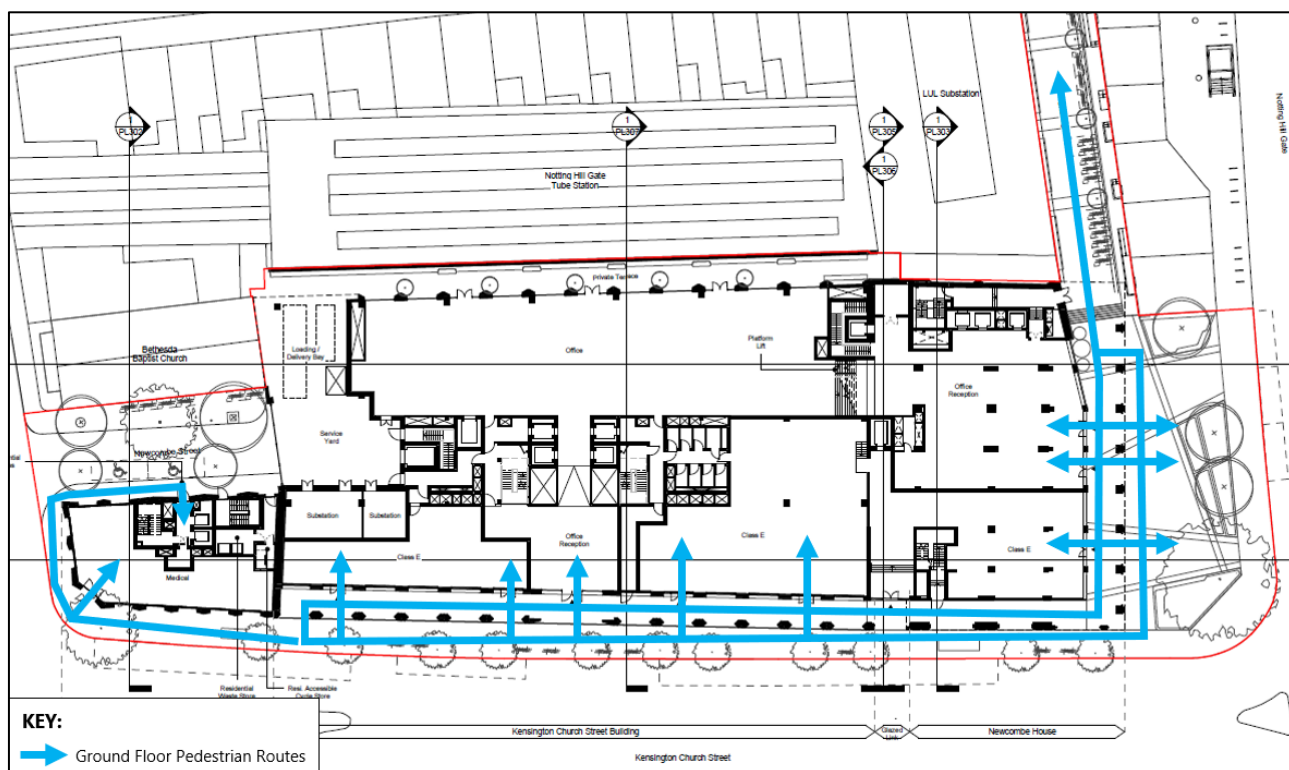 LUL Substation
Notting Hill Gate
1
PL302
1
PL307
1
PL305
1
PL303
1
PL306
Notting Hill Gate
Tube Station
Private Terrace
Bethesda
Baptist Church
Loading /
Delivery Bay
Office
Platform
Lift
Office
Reception
Service
Yard
Newcombe Street
Substation
Substation
Office
Reception
Class E
Class E
Class E
Medical
Residential
Waste Store
Resi. Accessible
Cycle Store
KEY:
Ground Floor Pedestrian Routes
Kensington Church Street Building
Glazed
Link
Newcombe House
Kensington Church Street